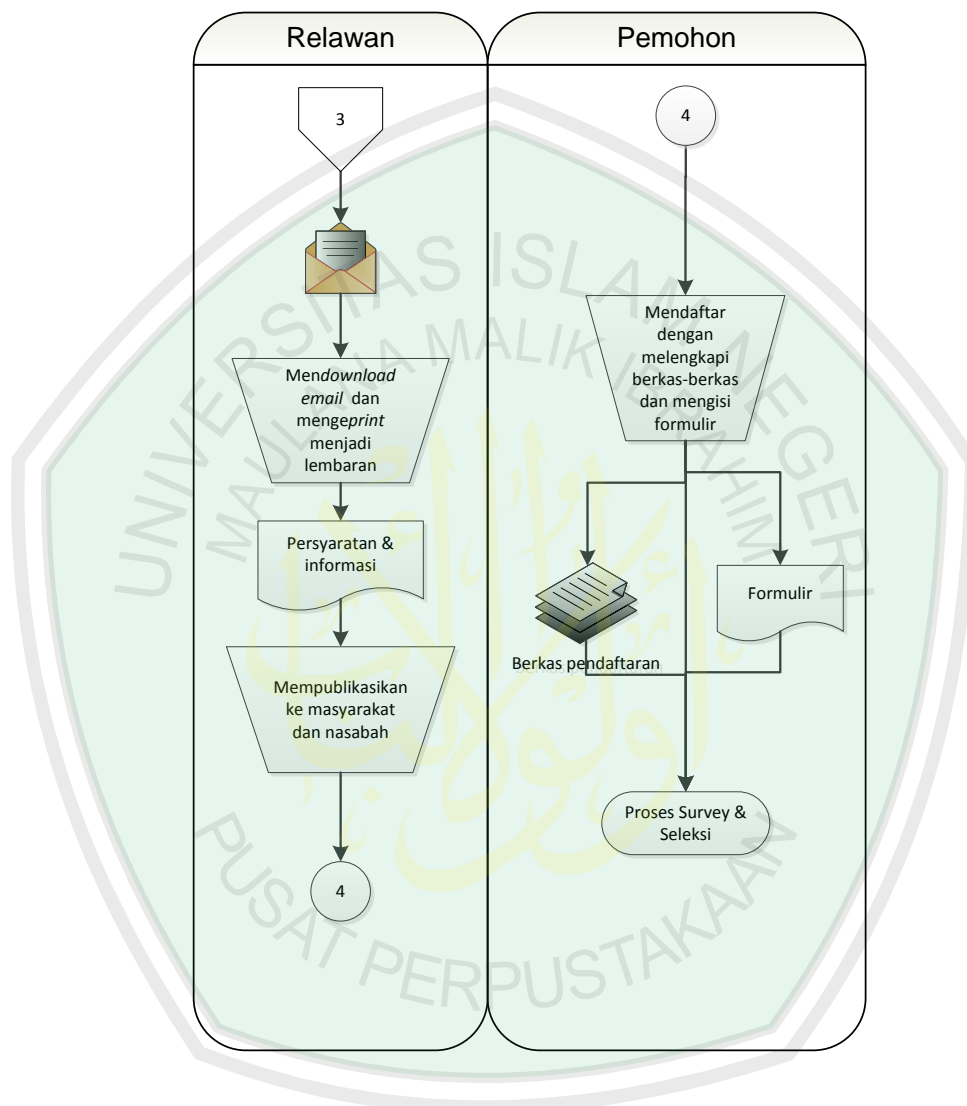 Relawan
Pemohon
3
Mendownload
email dan
mengeprint
menjadi
lembaran
Persyaratan &
informasi
Mempublikasikan
ke masyarakat
dan nasabah
4
4
Mendaftar
dengan
melengkapi
berkas-berkas
dan mengisi
formulir
Berkas pendaftaran
Formulir
Proses Survey &
Seleksi
UNIVERSITAS ISLAM NEGERI
MAULANA MALIK IBRAHIM
PUSAT PERPUSTAKAAN